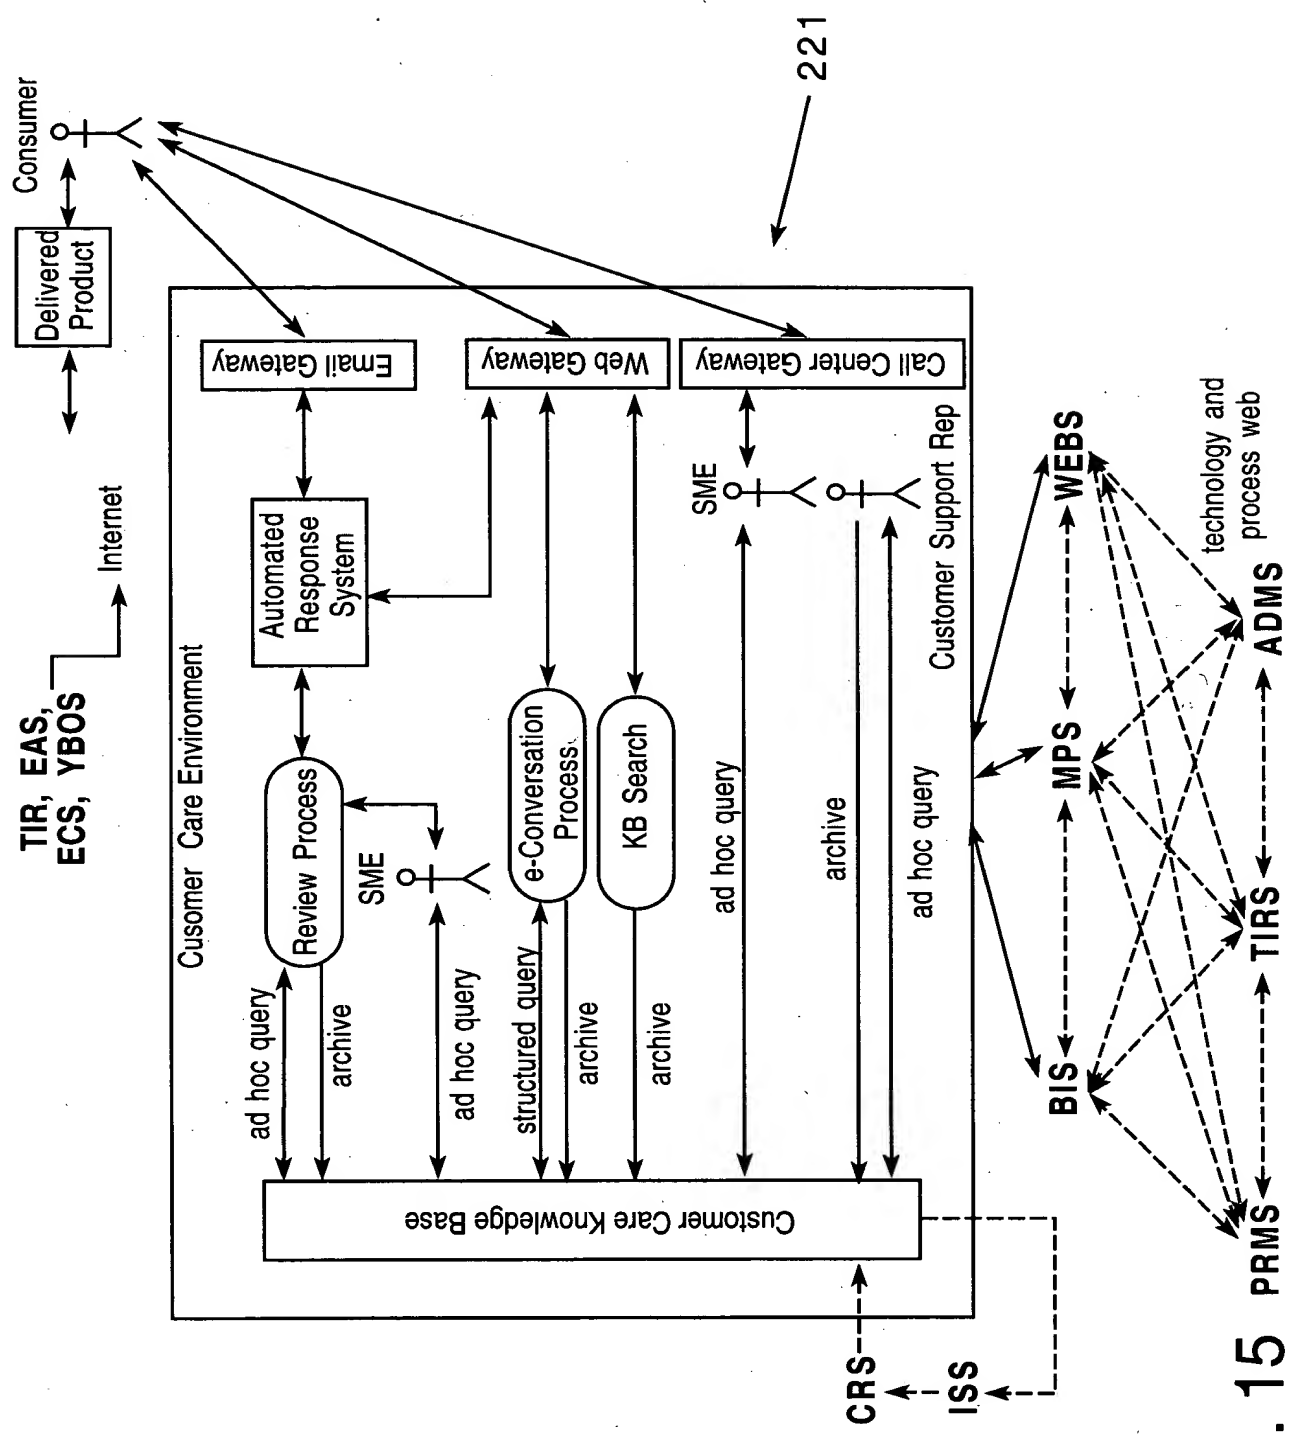 TIR, EAS,
ECS, YBOS
Internet
Delivered
Product
Consumer
Cusomer Care Environment
Review Process
Automated
Response
System
Email Gateway
ad hoc query
archive
SME
ad hoc query
structured query
archive
e-Conversation
Process
Web Gateway
KB Search
archive
SME
ad hoc query
Call Center Gateway
archive
ad hoc query
Customer Support Rep
Customer Care Knowledge Base
221
CRS
ISS
BIS
MPS
WEBS
PRMS
TIRS
ADMS
technology and
process web
. 15